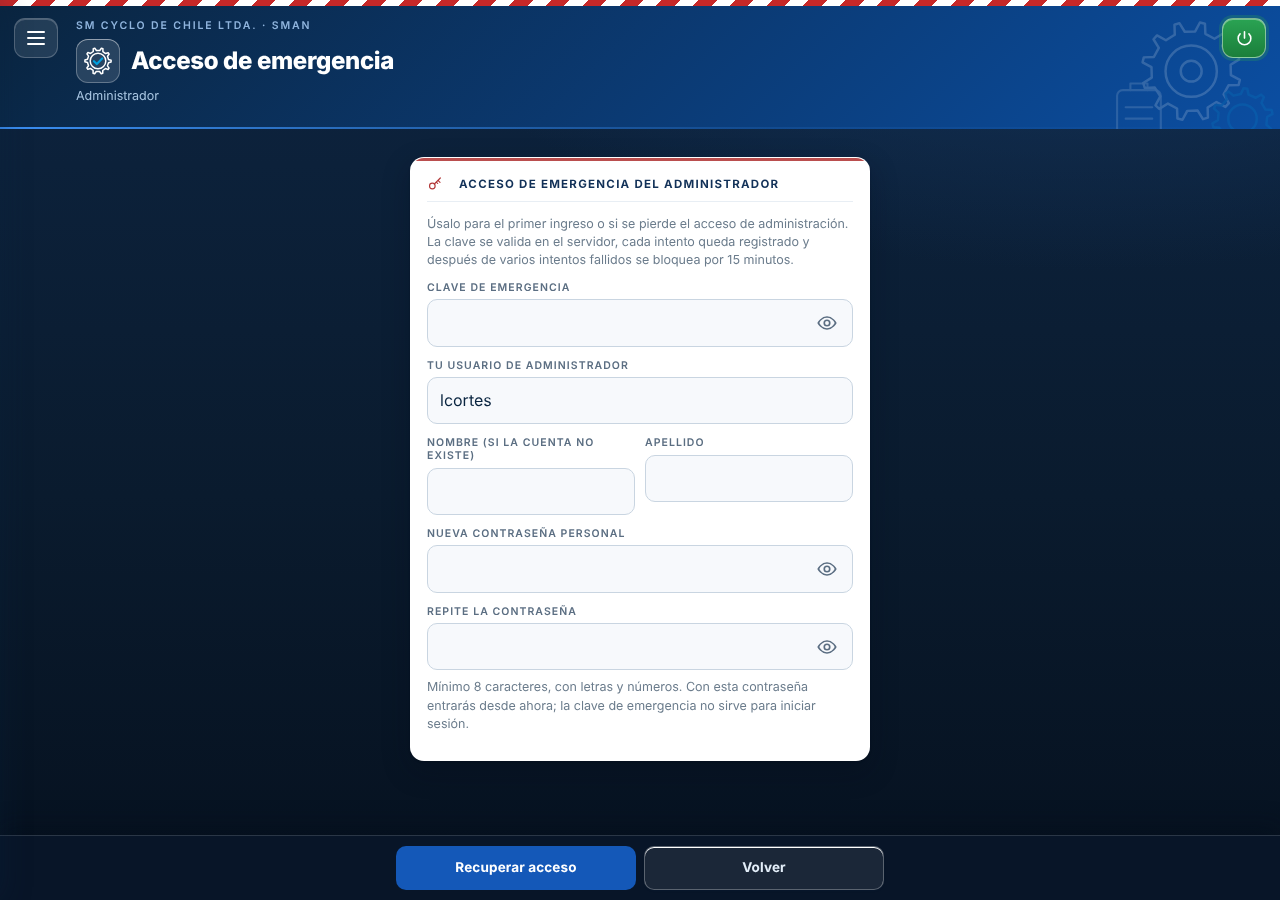 SM CYCLO DE CHILE LTDA. · SMAN
Acceso de emergencia
Administrador
ACCESO DE EMERGENCIA DEL ADMINISTRADOR
Úsalo para el primer ingreso o si se pierde el acceso de administración.
La clave se valida en el servidor, cada intento queda registrado y
después de varios intentos fallidos se bloquea por 15 minutos.
CLAVE DE EMERGENCIA
TU USUARIO DE ADMINISTRADOR
lcortes
NOMBRE (SI LA CUENTA NO
EXISTE)
APELLIDO
NUEVA CONTRASEÑA PERSONAL
REPITE LA CONTRASEÑA
Mínimo 8 caracteres, con letras y números. Con esta contraseña
entrarás desde ahora; la clave de emergencia no sirve para iniciar
sesión.
Recuperar acceso
Volver